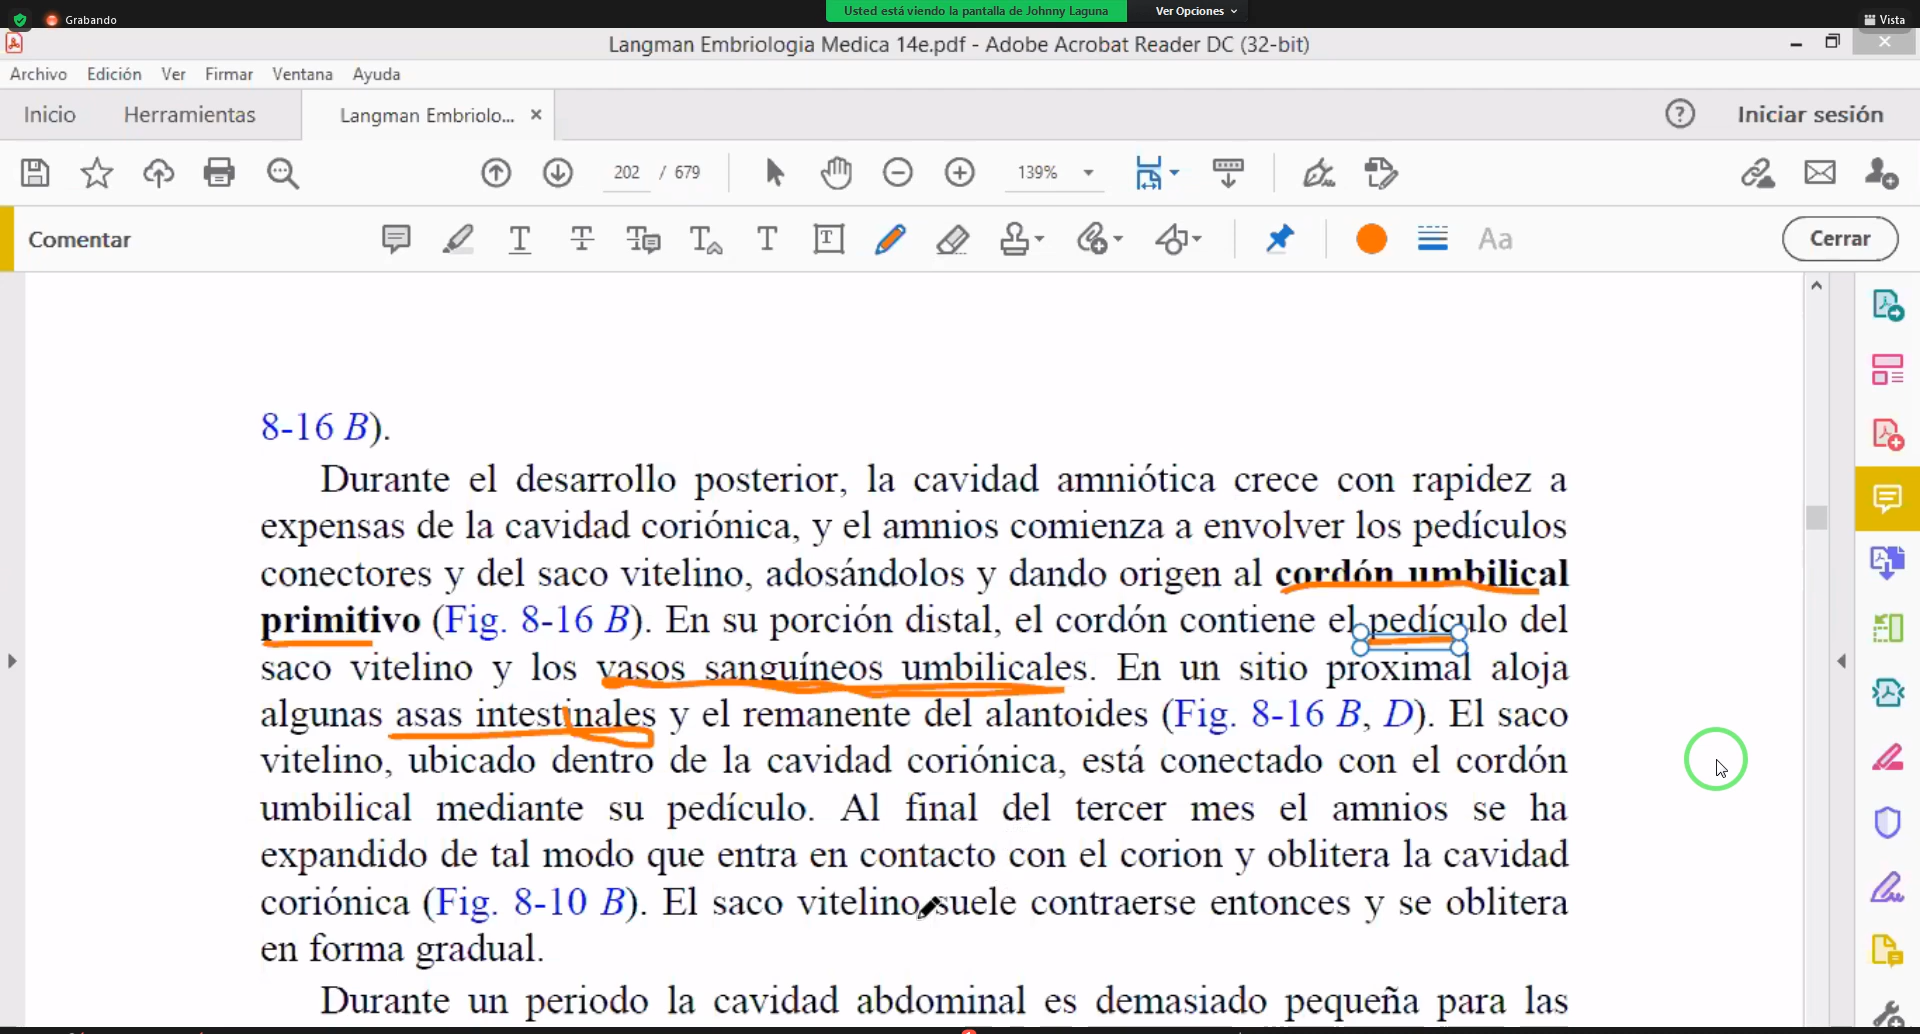 Grabando
Usted está viendo la pantalla de Johnny Laguna
Ver Opciones
Vista
Langman Embriologia Medica 14e.pdf - Adobe Acrobat Reader DC (32-bit)
Archivo Edición Ver Firmar Ventana Ayuda
Inicio Herramientas Langman Embriolo... Iniciar sesión
202 / 679 139%
Comentar Aa Cerrar
8-16 B).
Durante el desarrollo posterior, la cavidad amniótica crece con rapidez a
expensas de la cavidad coriónica, y el amnios comienza a envolver los pedículos
conectores y del saco vitelino, adosándolos y dando origen al cordón umbilical
primitivo (Fig. 8-16 B). En su porción distal, el cordón contiene el pedículo del
saco vitelino y los vasos sanguíneos umbilicales. En un sitio proximal aloja
algunas asas intestinales y el remanente del alantoides (Fig. 8-16 B, D). El saco
vitelino, ubicado dentro de la cavidad coriónica, está conectado con el cordón
umbilical mediante su pedículo. Al final del tercer mes el amnios se ha
expandido de tal modo que entra en contacto con el corion y oblitera la cavidad
coriónica (Fig. 8-10 B). El saco vitelino suele contraerse entonces y se oblitera
en forma gradual.
Durante un periodo la cavidad abdominal es demasiado pequeña para las